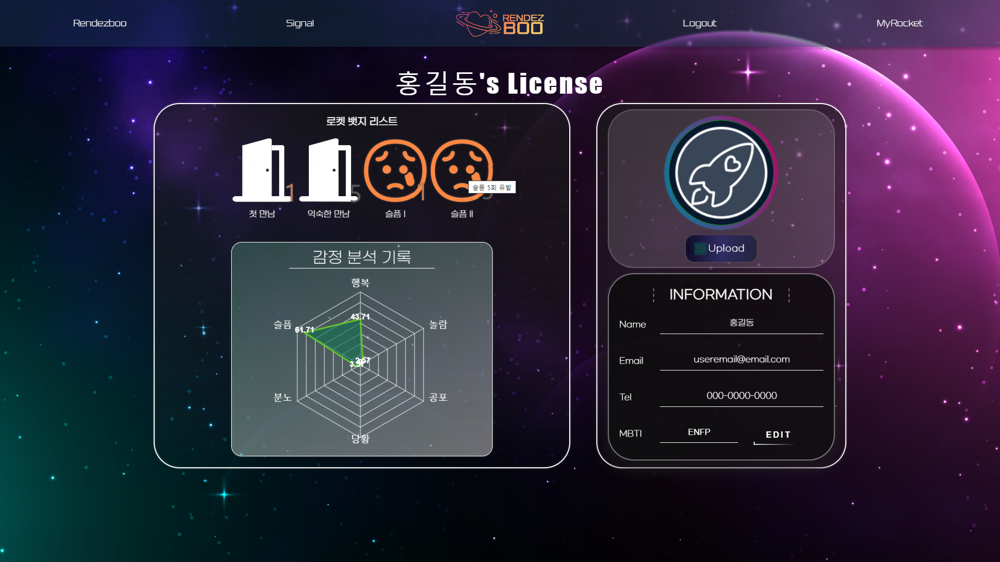 Rendezboo
Signal
RENDEZ
BOO
Logout
MyRocket
홍길동's License
로켓 뱃지 리스트
1
5
1
첫 만남
익숙한 만남
슬픔 I
슬픔 II
슬픔 5회 유발
감정 분석 기록
행복
놀람
공포
당황
분노
슬픔
43.71
61.71
2.57
Upload
INFORMATION
Name
홍길동
Email
useremail@email.com
Tel
000-0000-0000
MBTI
ENFP
EDIT